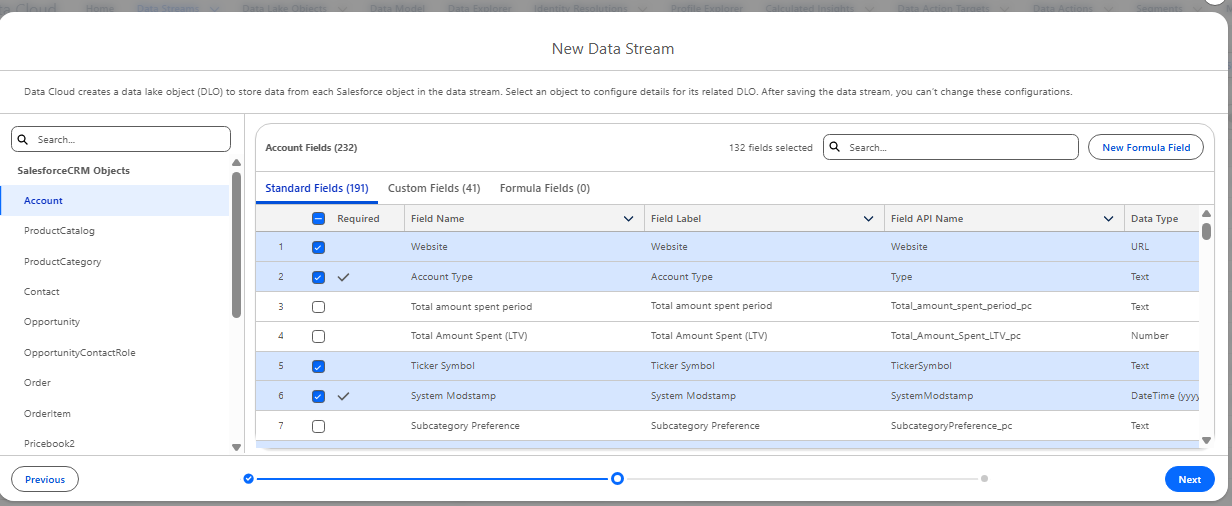 Cloud Home Data Streams Data Lake Objects Data Model Data Explorer Identity Resolutions Profile Explorer Calculated Insights Data Action Targets Data Actions Segments
New Data Stream
Data Cloud creates a data lake object (DLO) to store data from each Salesforce object in the data stream. Select an object to configure details for its related DLO. After saving the data stream, you can't change these configurations.
Search...
SalesforceCRM Objects
Account
ProductCatalog
ProductCategory
Contact
Opportunity
OpportunityContactRole
Order
OrderItem
Pricebook2
Account Fields (232) 132 fields selected Search... New Formula Field
Standard Fields (191) Custom Fields (41) Formula Fields (0)
Required Field Name Field Label Field API Name Data Type
1 Website Website Website URL
2 Account Type Account Type Type Text
3 Total amount spent period Total amount spent period Total_amount_spent_period_pc Text
4 Total Amount Spent (LTV) Total Amount Spent (LTV) Total_Amount_Spent_LTV_pc Number
5 Ticker Symbol Ticker Symbol TickerSymbol Text
6 System Modstamp System Modstamp SystemModstamp DateTime (yyyy
7 Subcategory Preference Subcategory Preference SubcategoryPreference_pc Text
Previous Next